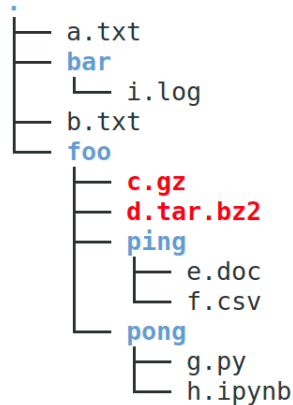 .
a.txt
bar
i.log
b.txt
foo
c.gz
d.tar.bz2
ping
e.doc
f.csv
pong
g.py
h.ipynb